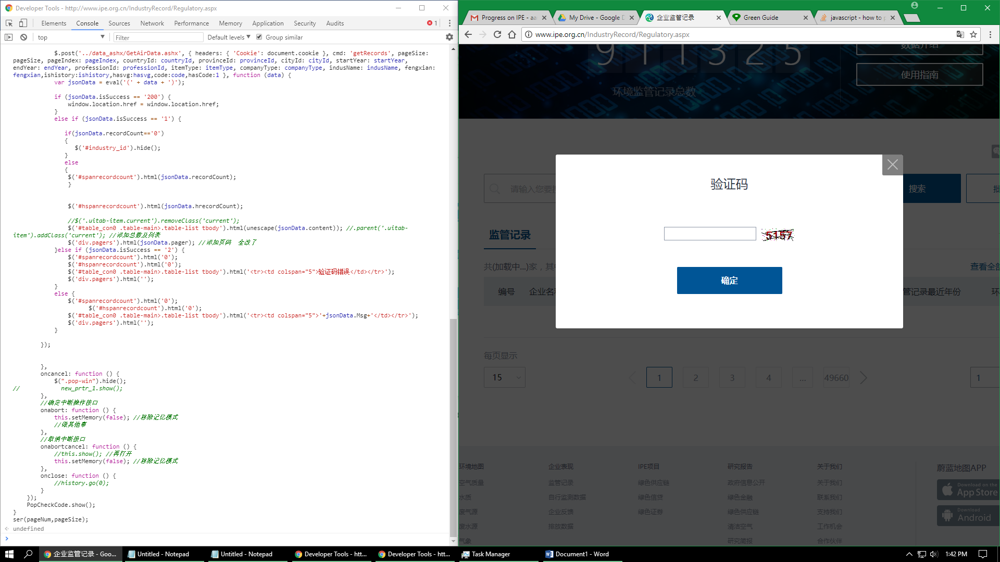 Developer Tools - http://www.ipe.org.cn/IndustryRecord/Regulatory.aspx
Elements Console Sources Network Performance Memory Application Security Audits 1
top Filter Default levels Group similar
$.post('../data_ashx/GetAirData.ashx', { headers: { 'Cookie': document.cookie }, cmd: 'getRecords', pageSize:
pageSize, pageIndex: pageIndex, countryId: countryId, provinceId: provinceId, cityId: cityId, startYear: startYear,
endYear: endYear, professionId: professionId, itemType: itemType, companyType: companyType, indusName: indusName, fengxian:
fengxian,ishistory:ishistory,hasvg:hasvg,code:code,hasCode:1 }, function (data) {
var jsonData = eval('(' + data + ')');
if (jsonData.isSuccess == '200') {
window.location.href = window.location.href;
}
else if (jsonData.isSuccess == '1') {
if(jsonData.recordCount=='0')
{
$('#industry_id').hide();
}
else
{
$('#spanrecordcount').html(jsonData.recordCount);
}
$('#hspanrecordcount').html(jsonData.hrecordCount);
//$('.uitab-item.current').removeClass('current');
$('#table_con0 .table-main>.table-list tbody').html(unescape(jsonData.content)); //.parent('.uitab-
item').addClass('current'); //添加总数及列表
$('div.pagers').html(jsonData.pager); //添加页码 全改了
}else if (jsonData.isSuccess == '2') {
$('#spanrecordcount').html('0');
$('#hspanrecordcount').html('0');
$('#table_con0 .table-main>.table-list tbody').html('<tr><td colspan="5">验证码错误</td></tr>');
$('div.pagers').html('');
}
else {
$('#spanrecordcount').html('0');
$('#hspanrecordcount').html('0');
$('#table_con0 .table-main>.table-list tbody').html('<tr><td colspan="5">'+jsonData.Msg+'</td></tr>');
$('div.pagers').html('');
}
});
},
oncancel: function () {
$(".pop-win").hide();
// new_prtr_1.show();
},
//确定中断操作接口
onabort: function () {
this.setMemory(false); //移除记忆模式
//做其他事
},
//取消中断接口
onabortcancel: function () {
//this.show(); //再打开
this.setMemory(false); //移除记忆模式
},
onclose: function () {
//history.go(0);
}
});
PopCheckCode.show();
}
ser(pageNum,pageSize);
undefined
Progress on IPE - aa My Drive - Google D 企业监管记录 Green Guide javascript - how to p
www.ipe.org.cn/IndustryRecord/Regulatory.aspx
911325
数据介绍
使用指南
环境监管记录总数
验证码
请输入您要搜 搜索 批
5157
监管记录
共(加载中...)家，其中 查看全部
确定
编号 企业名称 管记录最近年份 环
每页显示
15 1 2 3 4 ... 49660 1
环境地图 企业表现 IPE项目 研究报告 关于我们 蔚蓝地图APP
空气质量 监管记录 绿色供应链 政府信息公开 关于我们
水质 自行监测数据 绿色信贷 绿色金融 联系我们
Download on the
App Store
废气源 企业反馈 绿色证券 绿色供应链 支持我们
Download
Android
废水源 排放数据 清洁空气 工作机会
气象 研究简报 合作伙伴
企业监管记录 - Goo... Untitled - Notepad Untitled - Notepad Developer Tools - htt... Developer Tools - htt... Task Manager Document1 - Word 1:42 PM